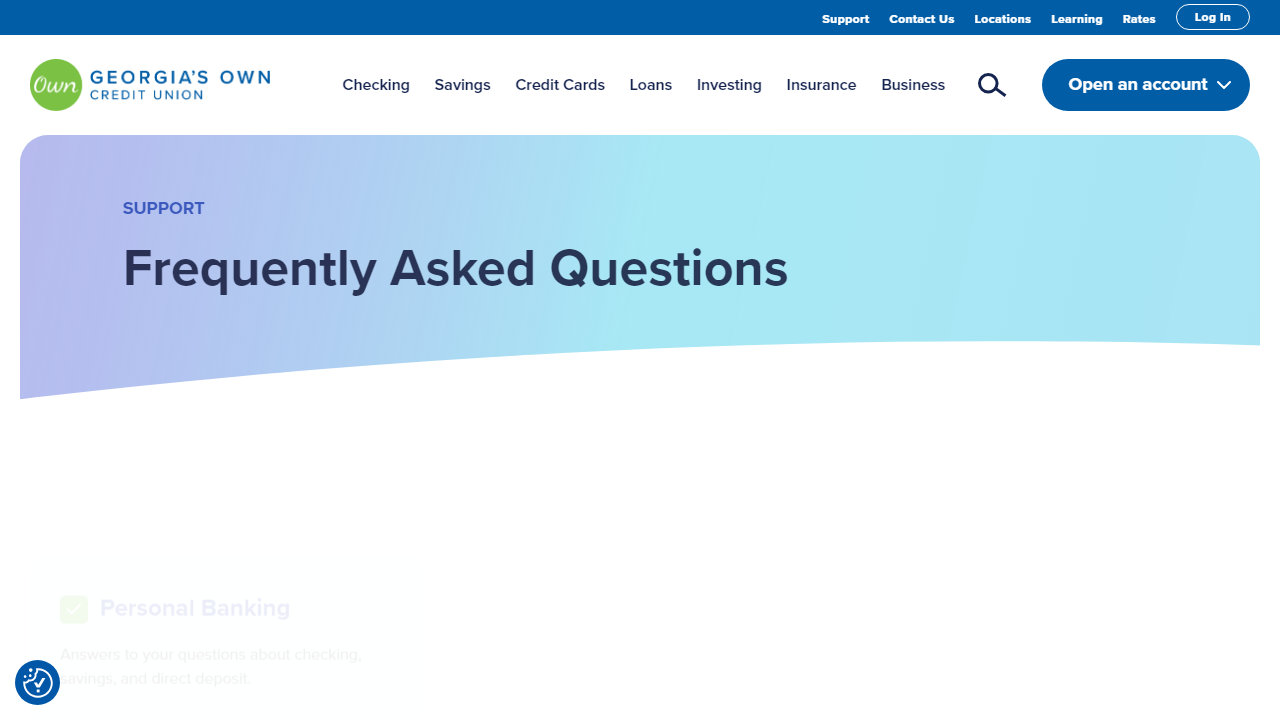 Support Contact Us Locations Learning Rates Log In
Own GEORGIA'S OWN
CREDIT UNION
Checking Savings Credit Cards Loans Investing Insurance Business Open an account
SUPPORT
Frequently Asked Questions
Personal Banking
Answers to your questions about checking,
savings, and direct deposit.